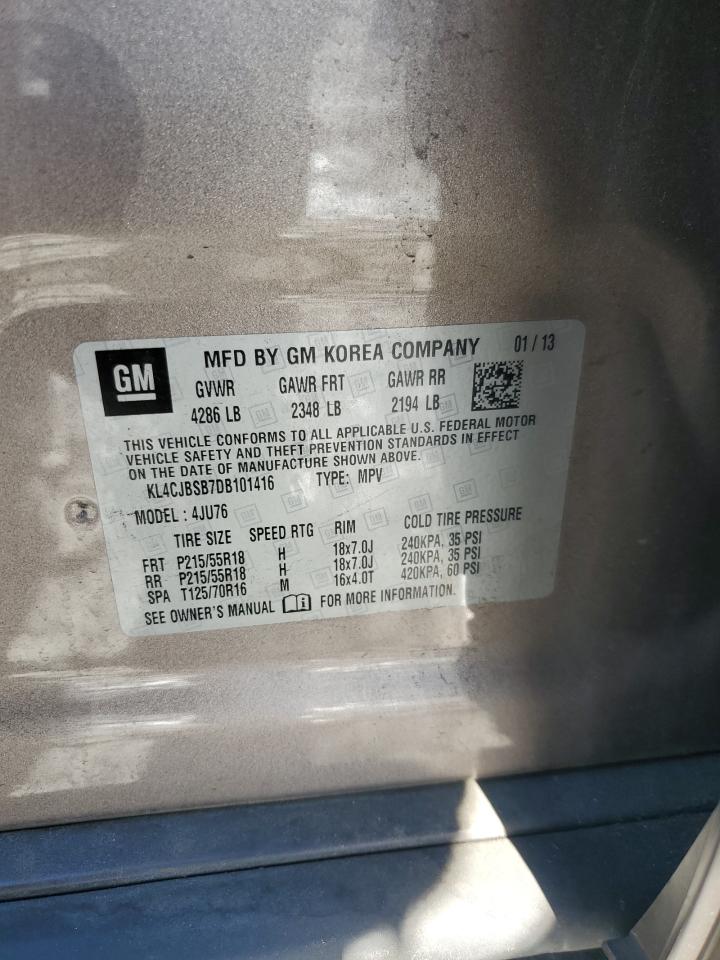 GM
MFD BY GM KOREA COMPANY 01 / 13
GVWR GAWR FRT GAWR RR
4286 LB 2348 LB 2194 LB
THIS VEHICLE CONFORMS TO ALL APPLICABLE U.S. FEDERAL MOTOR
VEHICLE SAFETY AND THEFT PREVENTION STANDARDS IN EFFECT
ON THE DATE OF MANUFACTURE SHOWN ABOVE.
KL4CJBSB7DB101416 TYPE: MPV
MODEL : 4JU76
TIRE SIZE SPEED RTG RIM COLD TIRE PRESSURE
FRT P215/55R18 H 18x7.0J 240KPA, 35 PSI
RR P215/55R18 H 18x7.0J 240KPA, 35 PSI
SPA T125/70R16 M 16x4.0T 420KPA, 60 PSI
SEE OWNER'S MANUAL FOR MORE INFORMATION.